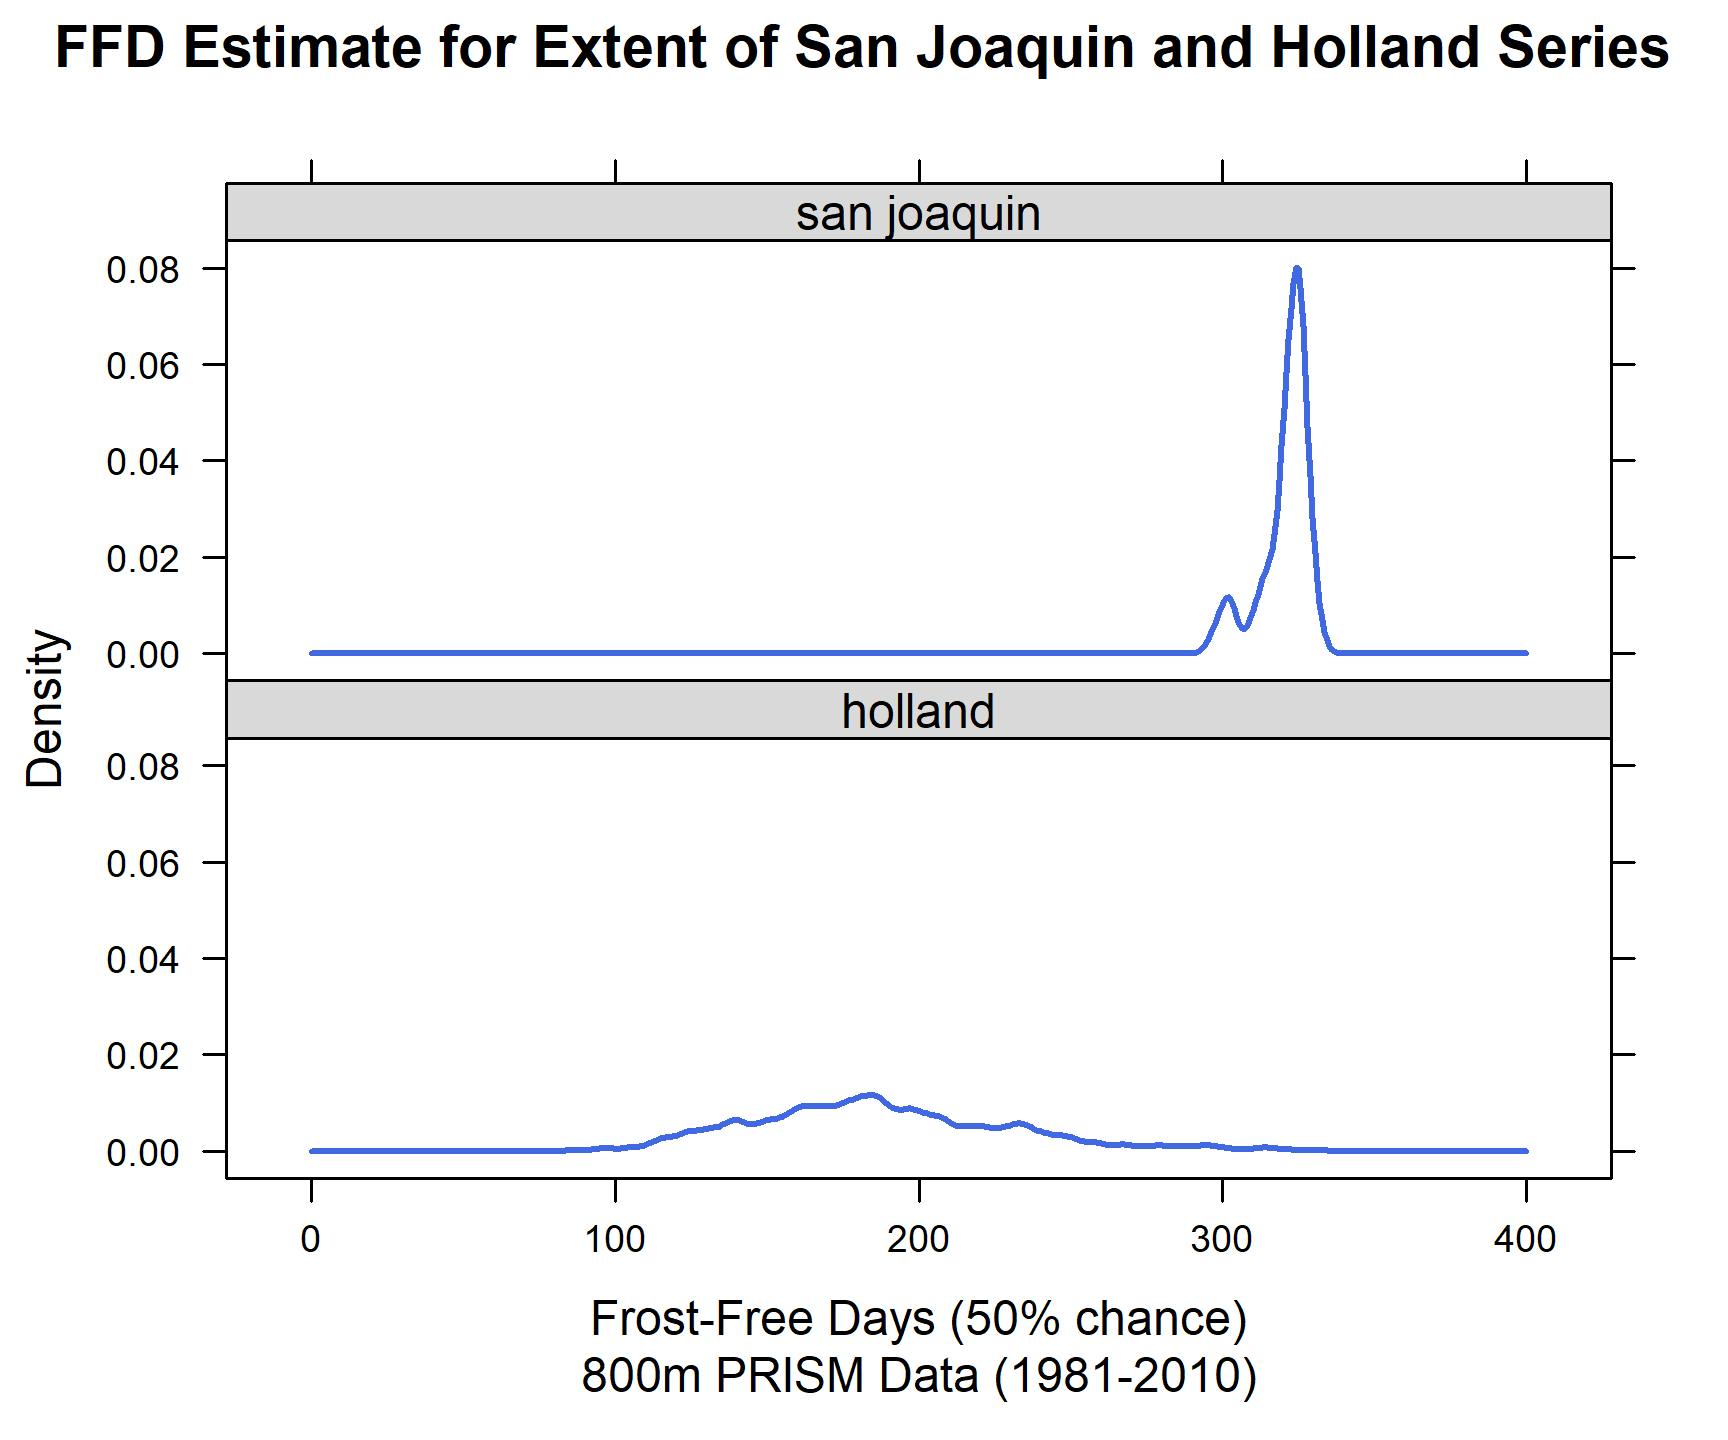 FFD Estimate for Extent of San Joaquin and Holland Series
san joaquin
0.08
0.06
0.04
0.02
0.00
Density
holland
0.08
0.06
0.04
0.02
0.00
0 100 200 300 400
Frost-Free Days (50% chance)
800m PRISM Data (1981-2010)